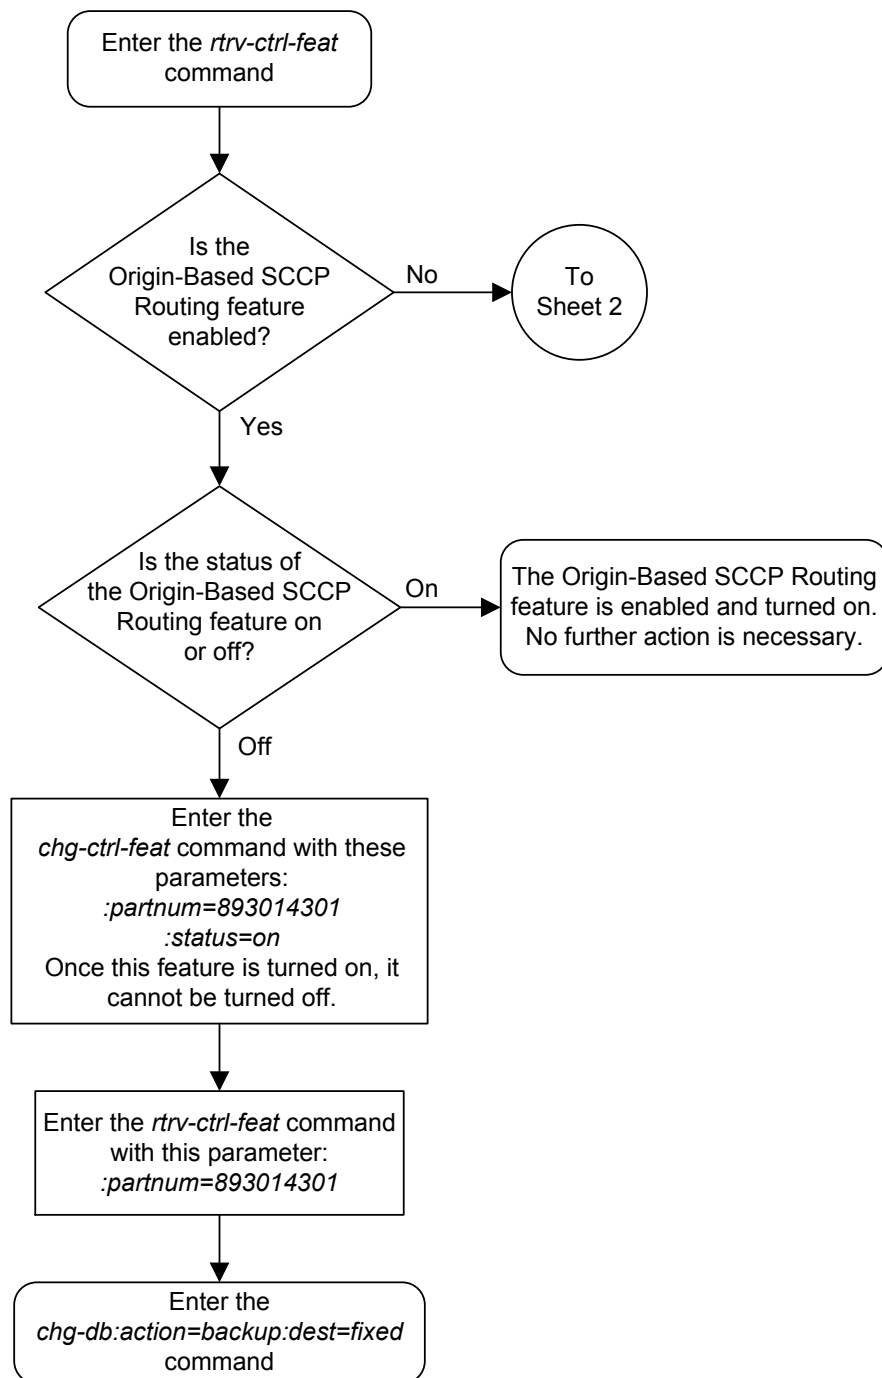 Enter the rtrv-ctrl-feat
command
Is the
Origin-Based SCCP
Routing feature
enabled?
No
To
Sheet 2
Yes
Is the status of
the Origin-Based SCCP
Routing feature on
or off?
On
The Origin-Based SCCP Routing
feature is enabled and turned on.
No further action is necessary.
Off
Enter the
chg-ctrl-feat command with these
parameters:
:partnum=893014301
:status=on
Once this feature is turned on, it
cannot be turned off.
Enter the rtrv-ctrl-feat command
with this parameter:
:partnum=893014301
Enter the
chg-db:action=backup:dest=fixed
command